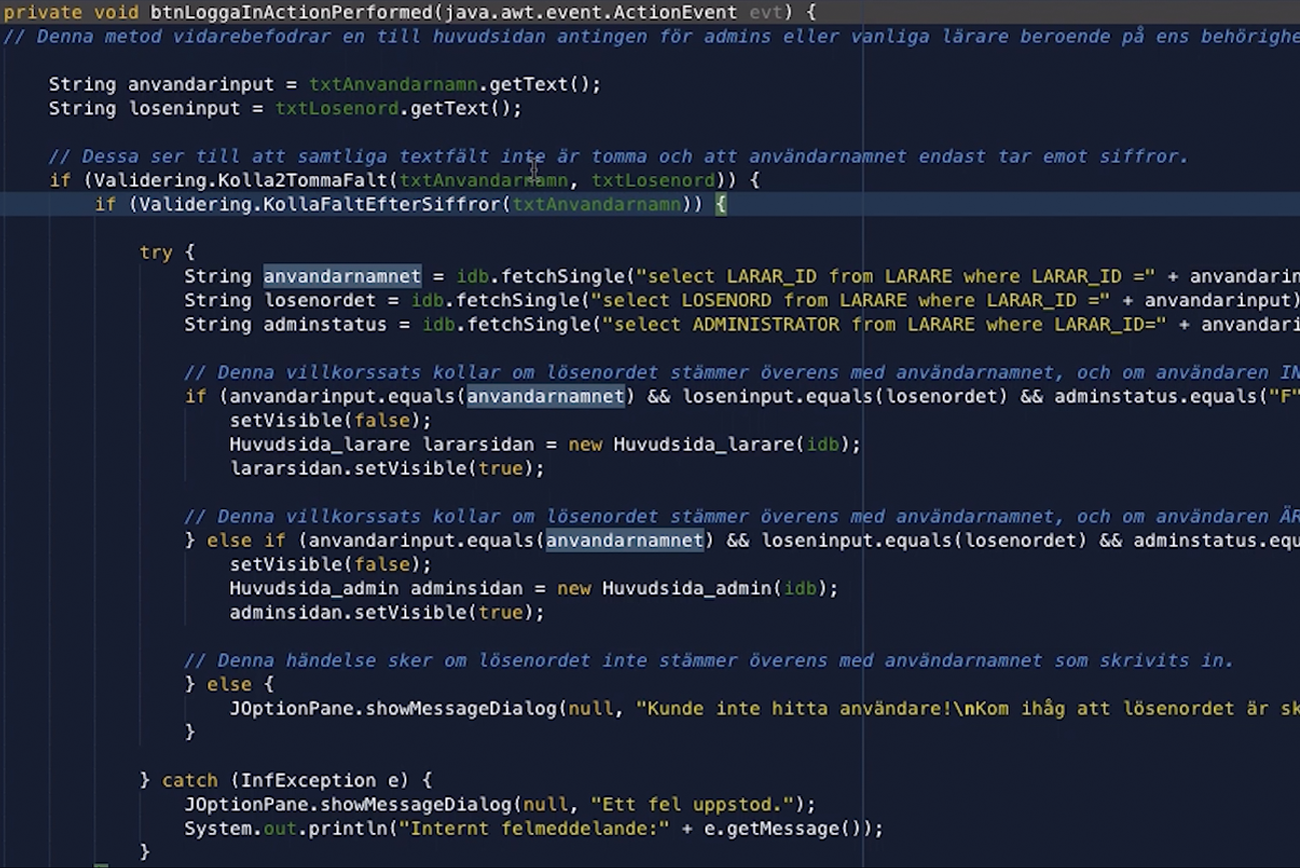 private void btnLoggaInActionPerformed(java.awt.event.ActionEvent evt) {
// Denna metod vidarebefodrar en till huvudsidan antingen för admins eller vanliga lärare beroende på ens behörighe
String anvandarinput = txtAnvandarnamn.getText();
String loseninput = txtLosenord.getText();
// Dessa ser till att samtliga textfält inte är tomma och att användarnamnet endast tar emot siffror.
if (Validering.Kolla2TommaFalt(txtAnvandarnamn, txtLosenord)) {
if (Validering.KollaFaltEfterSiffror(txtAnvandarnamn)) {
try {
String anvandarnamnet = idb.fetchSingle("select LARAR_ID from LARARE where LARAR_ID =" + anvandarin
String losenordet = idb.fetchSingle("select LOSENORD from LARARE where LARAR_ID =" + anvandarinput)
String adminstatus = idb.fetchSingle("select ADMINISTRATOR from LARARE where LARAR_ID=" + anvandari
// Denna villkorssats kollar om lösenordet stämmer överens med användarnamnet, och om användaren IN
if (anvandarinput.equals(anvandarnamnet) && loseninput.equals(losenordet) && adminstatus.equals("F"
setVisible(false);
Huvudsida_larare lararsidan = new Huvudsida_larare(idb);
lararsidan.setVisible(true);
// Denna villkorssats kollar om lösenordet stämmer överens med användarnamnet, och om användaren ÄR
} else if (anvandarinput.equals(anvandarnamnet) && loseninput.equals(losenordet) && adminstatus.equ
setVisible(false);
Huvudsida_admin adminsidan = new Huvudsida_admin(idb);
adminsidan.setVisible(true);
// Denna händelse sker om lösenordet inte stämmer överens med användarnamnet som skrivits in.
} else {
JOptionPane.showMessageDialog(null, "Kunde inte hitta användare!\nKom ihåg att lösenordet är sk
}
} catch (InfException e) {
JOptionPane.showMessageDialog(null, "Ett fel uppstod.");
System.out.println("Internt felmeddelande:" + e.getMessage());
}